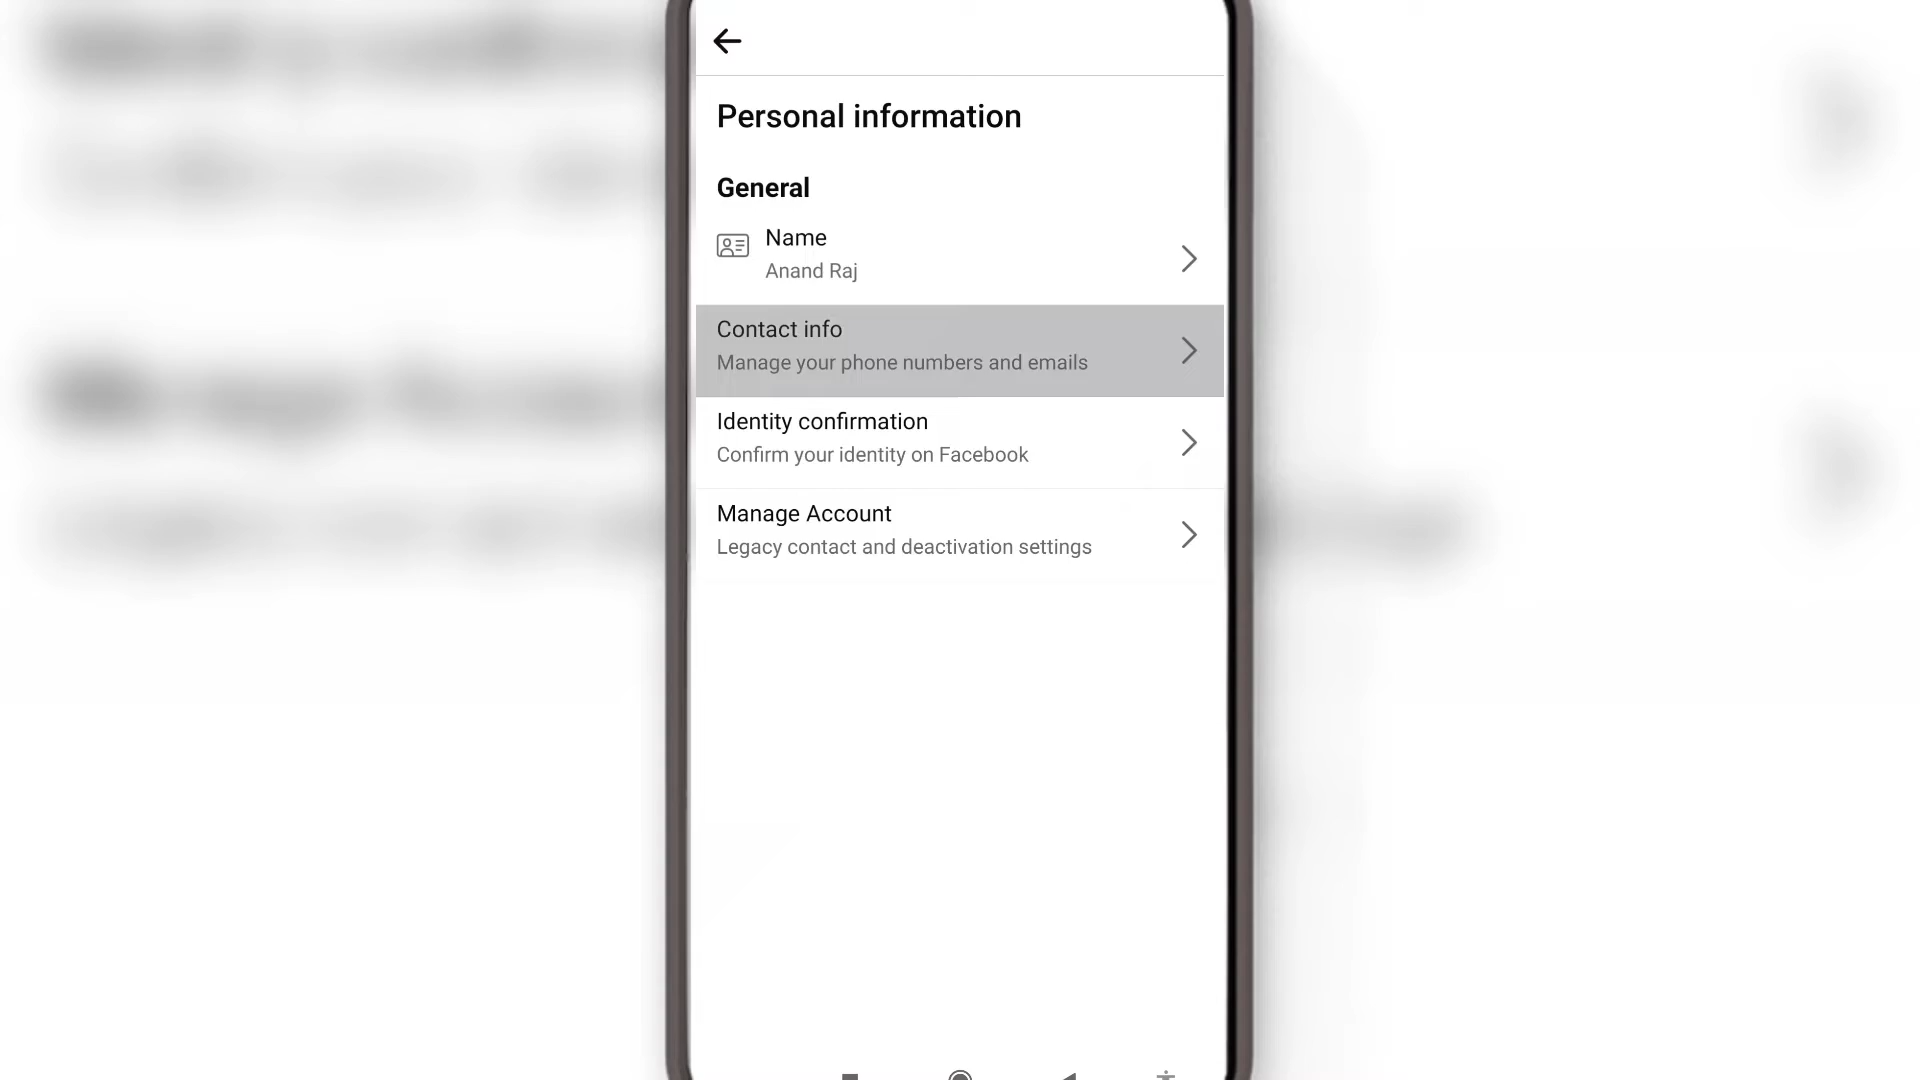 Personal information
General
Name
Anand Raj
Contact info
Manage your phone numbers and emails
Identity confirmation
Confirm your identity on Facebook
Manage Account
Legacy contact and deactivation settings